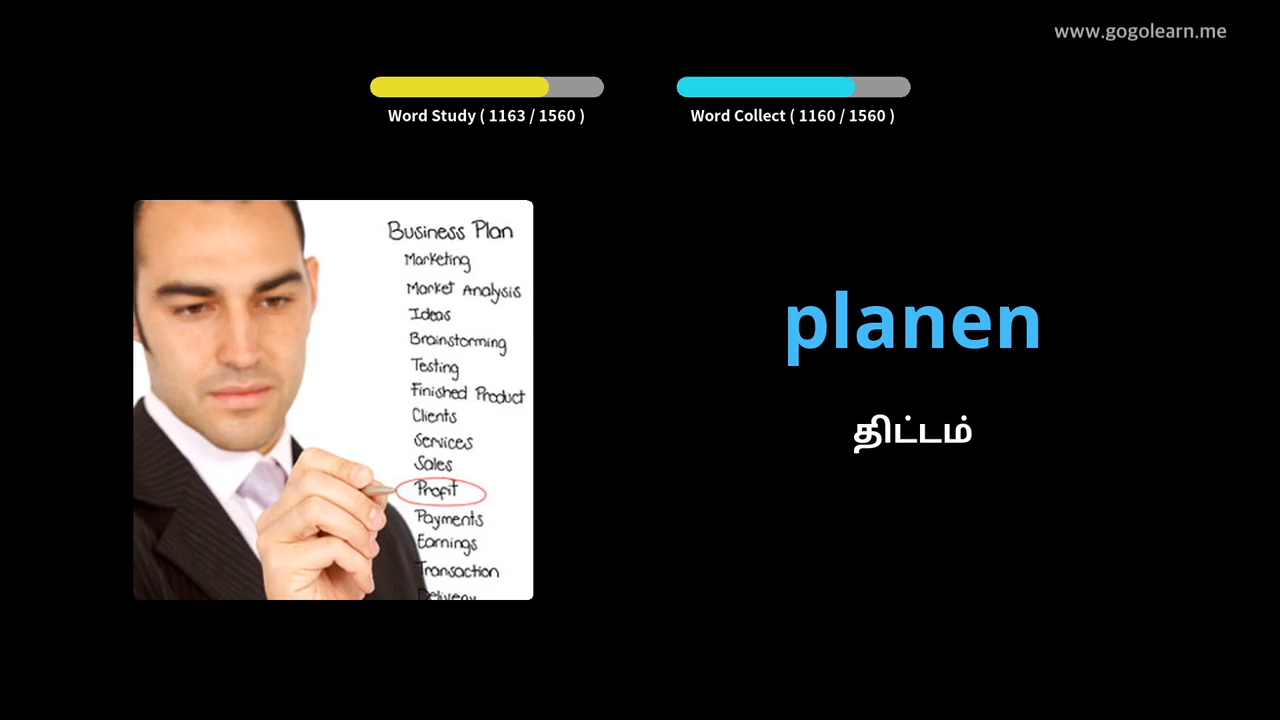 www.gogolearn.me
Word Study ( 1163 / 1560 )
Word Collect ( 1160 / 1560 )
Business Plan
Marketing
Market Analysis
Ideas
Brainstorming
Testing
Finished Product
Clients
Services
Sales
Profit
Payments
Earnings
Transaction
Delivery
planen
திட்டம்